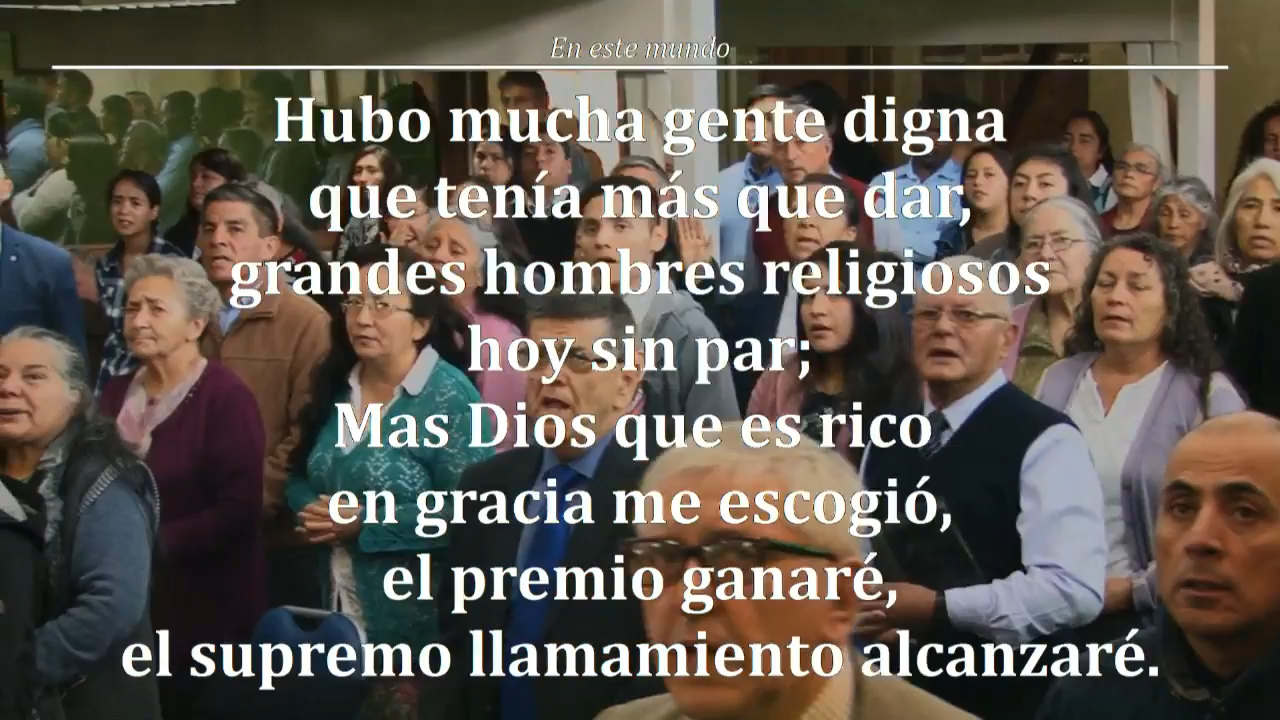 En este mundo
Hubo mucha gente digna
que tenía más que dar,
grandes hombres religiosos
hoy sin par;
Mas Dios que es rico
en gracia me escogió,
el premio ganaré,
el supremo llamamiento alcanzaré.